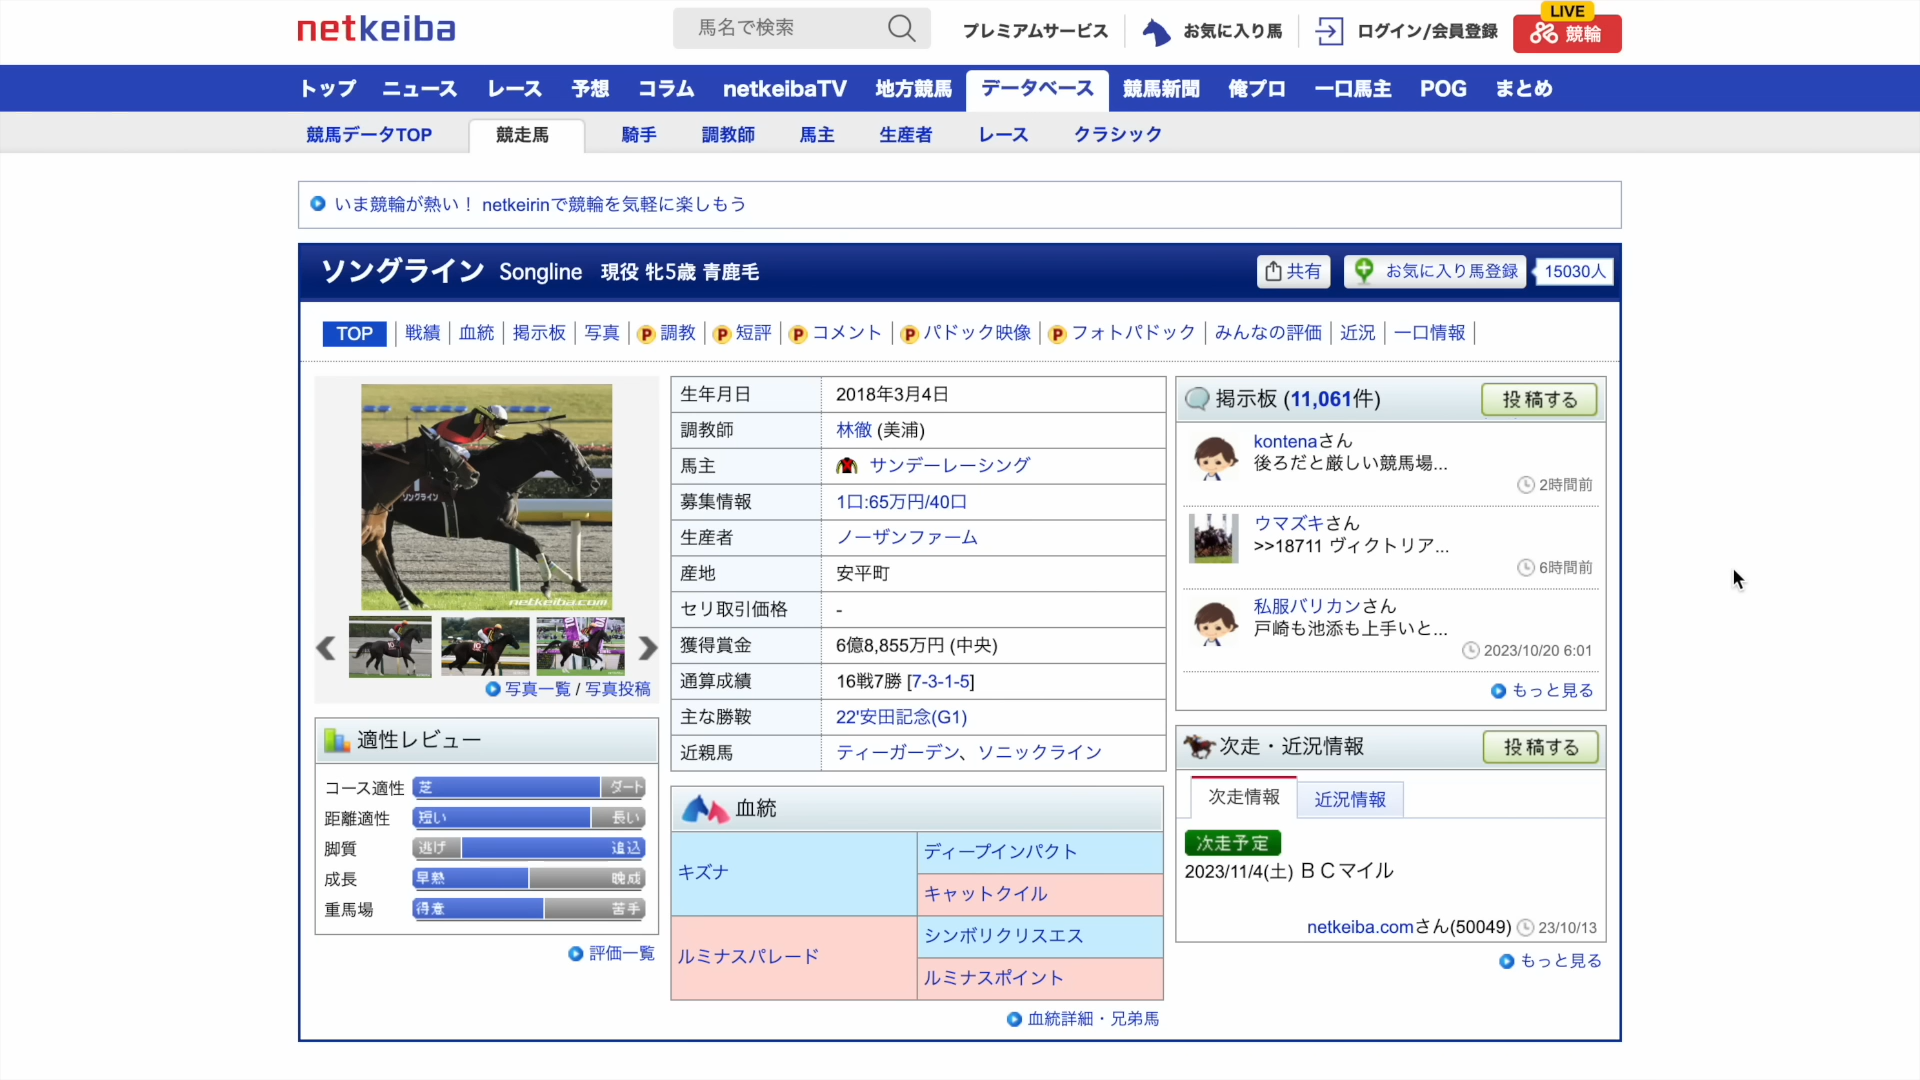 netkeiba
馬名で検索
プレミアムサービス
お気に入り馬
ログイン/会員登録
LIVE
競輪
トップ ニュース レース 予想 コラム netkeibaTV 地方競馬 データベース 競馬新聞 俺プロ 一口馬主 POG まとめ
競馬データTOP 競走馬 騎手 調教師 馬主 生産者 レース クラシック
いま競輪が熱い！ netkeirinで競輪を気軽に楽しもう
ソングライン Songline 現役 牝5歳 青鹿毛
共有
お気に入り馬登録
15030人
TOP 戦績 血統 掲示板 写真 P 調教 P 短評 P コメント P パドック映像 P フォトパドック みんなの評価 近況 一口情報
ソングライン
netkeiba.com
写真一覧 / 写真投稿
適性レビュー
コース適性 芝 ダート
距離適性 短い 長い
脚質 逃げ 追込
成長 早熟 晩成
重馬場 得意 苦手
評価一覧
生年月日 2018年3月4日
調教師 林徹 (美浦)
馬主 サンデーレーシング
募集情報 1口:65万円/40口
生産者 ノーザンファーム
産地 安平町
セリ取引価格 -
獲得賞金 6億8,855万円 (中央)
通算成績 16戦7勝 [7-3-1-5]
主な勝鞍 22'安田記念(G1)
近親馬 ティーガーデン、ソニックライン
血統
キズナ
ディープインパクト
キャットクイル
ルミナスパレード
シンボリクリスエス
ルミナスポイント
血統詳細・兄弟馬
掲示板 (11,061件)
投稿する
kontenaさん
後ろだと厳しい競馬場...
2時間前
ウマズキさん
>>18711 ヴィクトリア...
6時間前
私服バリカンさん
戸崎も池添も上手いと...
2023/10/20 6:01
もっと見る
次走・近況情報
投稿する
次走情報 近況情報
次走予定
2023/11/4(土) ＢＣマイル
netkeiba.comさん(50049) 23/10/13
もっと見る